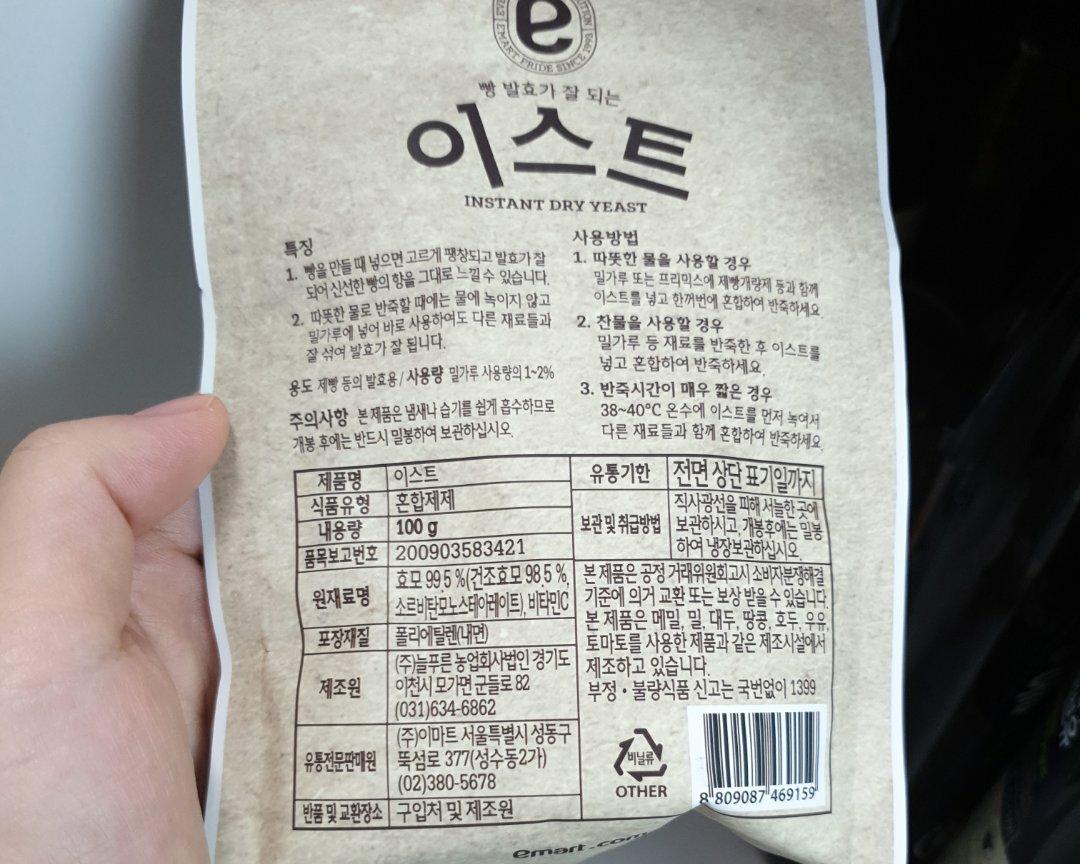 e
EMART PRIDE SINCE 1993
빵 발효가 잘 되는
이스트
INSTANT DRY YEAST
특징
1. 빵을 만들 때 넣으면 고르게 팽창되고 발효가 잘
되어 신선한 빵의 향을 그대로 느낄 수 있습니다.
2. 따뜻한 물로 반죽할 때에는 물에 녹이지 않고
밀가루에 넣어 바로 사용하여도 다른 재료들과
잘 섞여 발효가 잘 됩니다.
용도 제빵 등의 발효용 / 사용량 밀가루 사용량의 1~2%
주의사항 본 제품은 냄새나 습기를 쉽게 흡수하므로
개봉 후에는 반드시 밀봉하여 보관하십시오.
사용방법
1. 따뜻한 물을 사용할 경우
밀가루 또는 프리믹스에 제빵개량제 등과 함께
이스트를 넣고 한꺼번에 혼합하여 반죽하세요.
2. 찬물을 사용할 경우
밀가루 등 재료를 반죽한 후 이스트를
넣고 혼합하여 반죽하세요.
3. 반죽시간이 매우 짧은 경우
38~40℃ 온수에 이스트를 먼저 녹여서
다른 재료들과 함께 혼합하여 반죽하세요.
제품명 이스트
식품유형 혼합제제
내용량 100 g
품목보고번호 200903583421
원재료명 효모 99.5 %(건조효모 98.5 %,
소르비탄모노스테아레이트), 비타민C
포장재질 폴리에틸렌(내면)
제조원 (주)늘푸른 농업회사법인 경기도
이천시 모가면 군들로 82
(031)634-6862
유통전문판매원 (주)이마트 서울특별시 성동구
뚝섬로 377(성수동2가)
(02)380-5678
반품 및 교환장소 구입처 및 제조원
유통기한 전면 상단 표기일까지
보관 및 취급방법 직사광선을 피해 서늘한 곳에
보관하시고, 개봉후에는 밀봉
하여 냉장보관하십시오.
본 제품은 공정 거래위원회고시 소비자분쟁해결
기준에 의거 교환 또는 보상 받을 수 있습니다.
본 제품은 메밀, 밀, 대두, 땅콩, 호두, 우유,
토마토를 사용한 제품과 같은 제조시설에서
제조하고 있습니다.
부정·불량식품 신고는 국번없이 1399
비닐류
OTHER
8 809087 469159
emart.com